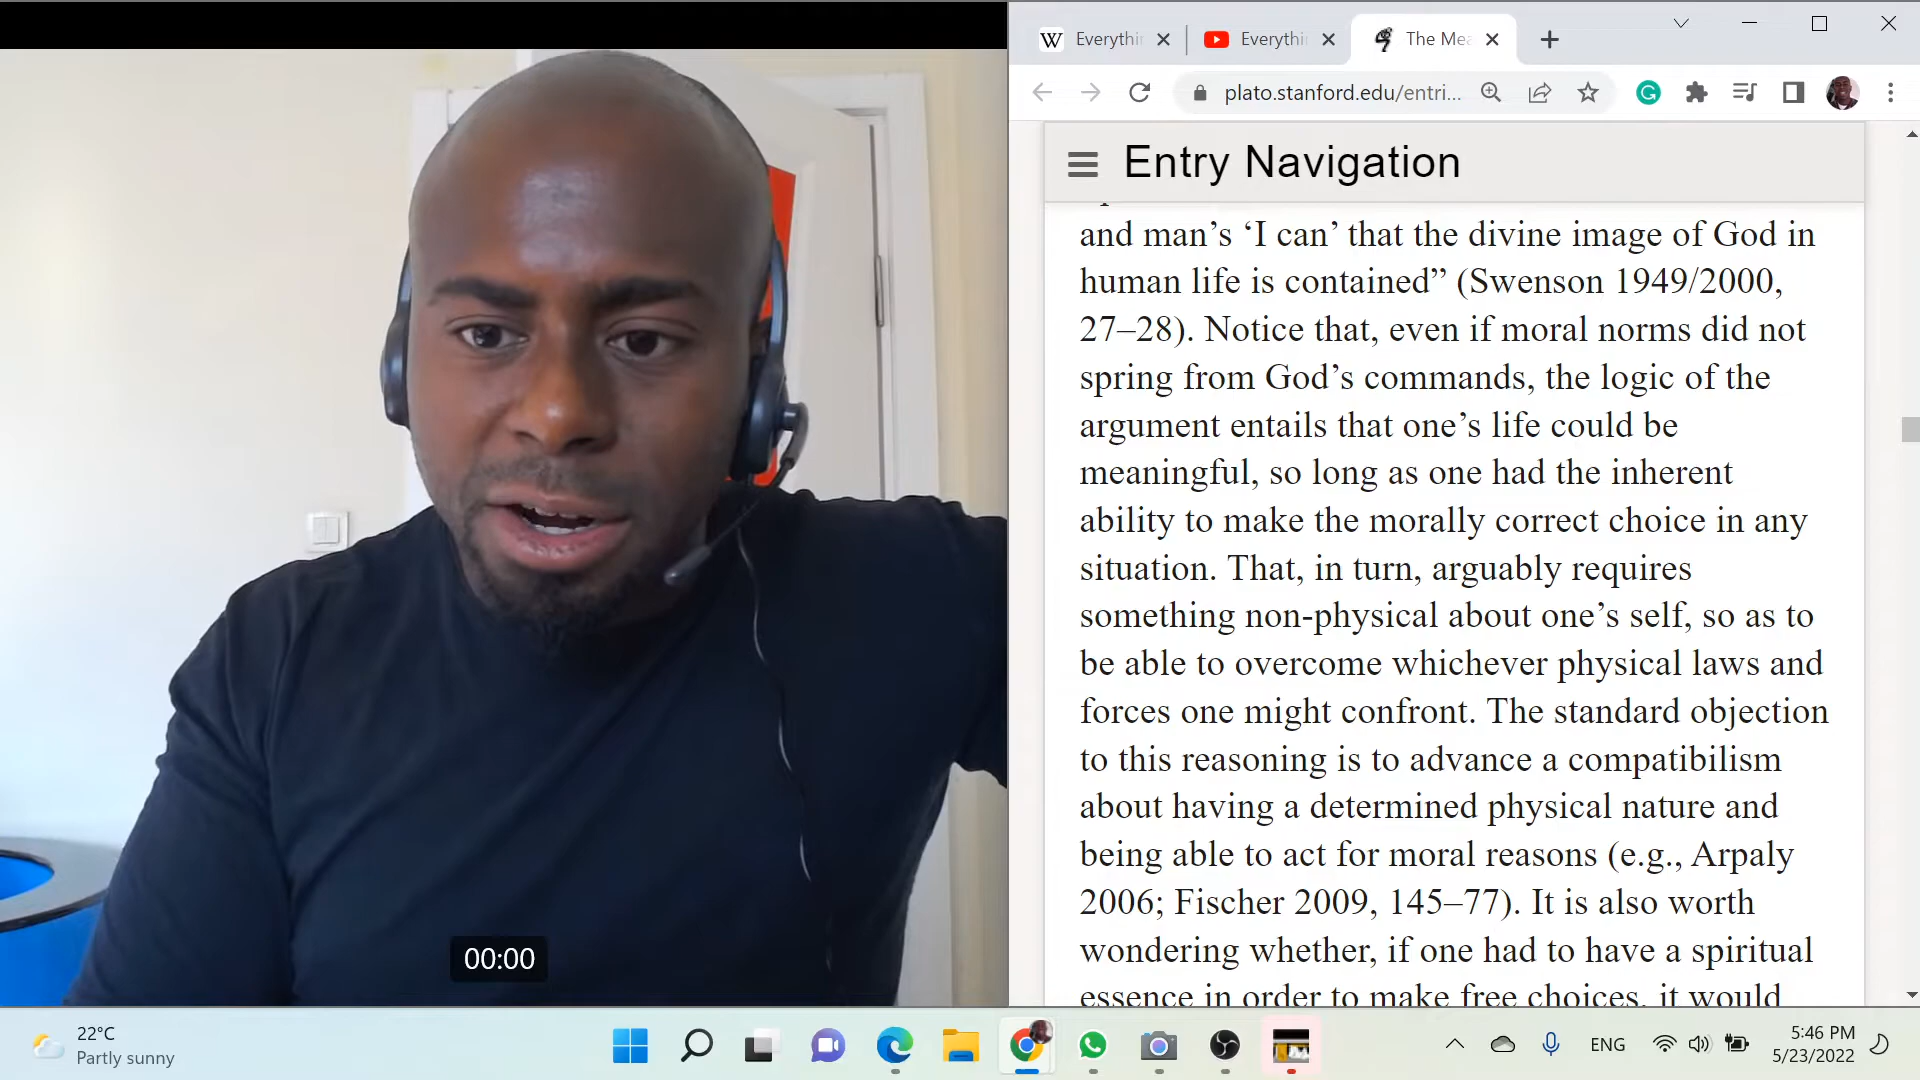 Everythi
Everythi
The Mea
plato.stanford.edu/entri...
Entry Navigation
and man’s ‘I can’ that the divine image of God in
human life is contained” (Swenson 1949/2000,
27–28). Notice that, even if moral norms did not
spring from God’s commands, the logic of the
argument entails that one’s life could be
meaningful, so long as one had the inherent
ability to make the morally correct choice in any
situation. That, in turn, arguably requires
something non-physical about one’s self, so as to
be able to overcome whichever physical laws and
forces one might confront. The standard objection
to this reasoning is to advance a compatibilism
about having a determined physical nature and
being able to act for moral reasons (e.g., Arpaly
2006; Fischer 2009, 145–77). It is also worth
wondering whether, if one had to have a spiritual
essence in order to make free choices, it would
00:00
22°C
Partly sunny
ENG
5:46 PM
5/23/2022